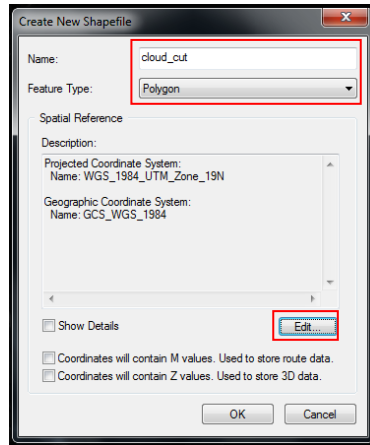 Create New Shapefile
Name: cloud_cut
Feature Type: Polygon
Spatial Reference
Description:
Projected Coordinate System:
Name: WGS_1984_UTM_Zone_19N
Geographic Coordinate System:
Name: GCS_WGS_1984
Show Details Edit...
Coordinates will contain M values. Used to store route data.
Coordinates will contain Z values. Used to store 3D data.
OK Cancel